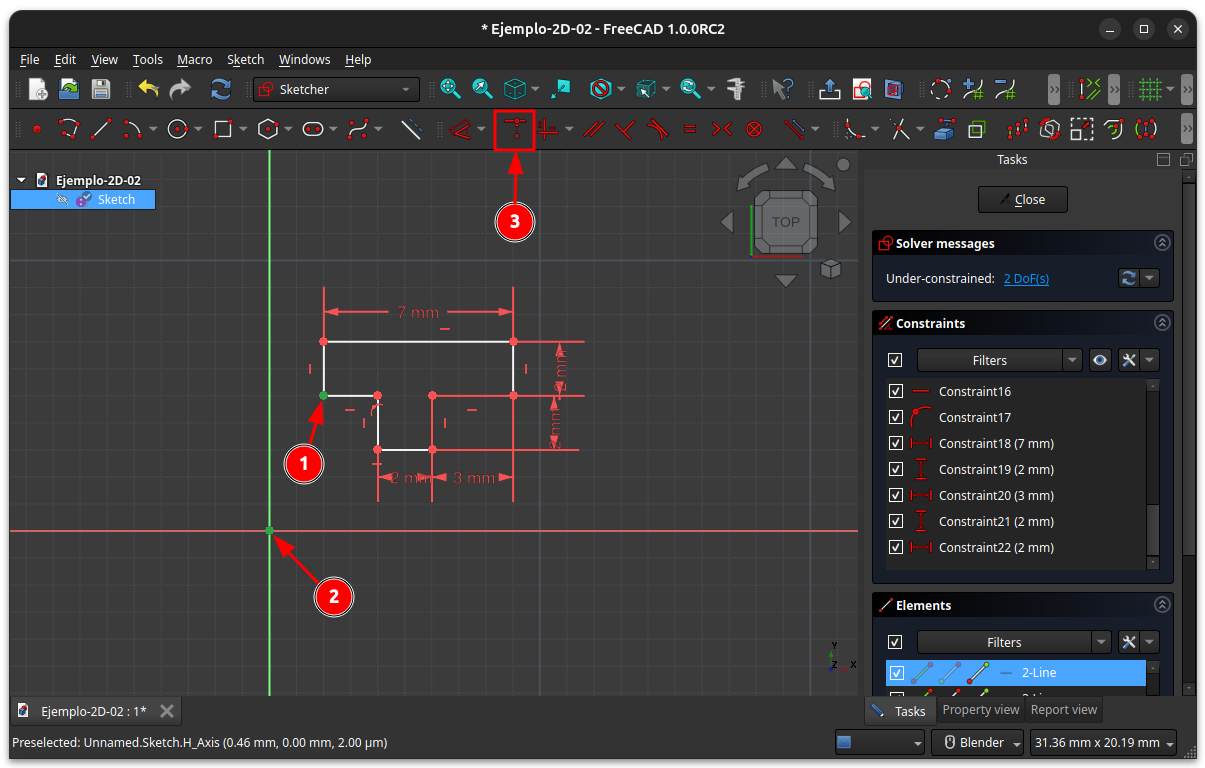 * Ejemplo-2D-02 - FreeCAD 1.0.0RC2
File Edit View Tools Macro Sketch Windows Help
Sketcher
Ejemplo-2D-02
Sketch
3
TOP
7 mm
2 mm
2 mm
2 mm
3 mm
1
2
Y
Z X
Tasks
Close
Solver messages
Under-constrained: 2 DoF(s)
Constraints
Filters
Constraint16
Constraint17
Constraint18 (7 mm)
Constraint19 (2 mm)
Constraint20 (3 mm)
Constraint21 (2 mm)
Constraint22 (2 mm)
Elements
Filters
2-Line
Ejemplo-2D-02 : 1*
Tasks Property view Report view
Preselected: Unnamed.Sketch.H_Axis (0.46 mm, 0.00 mm, 2.00 µm)
Blender
31.36 mm x 20.19 mm